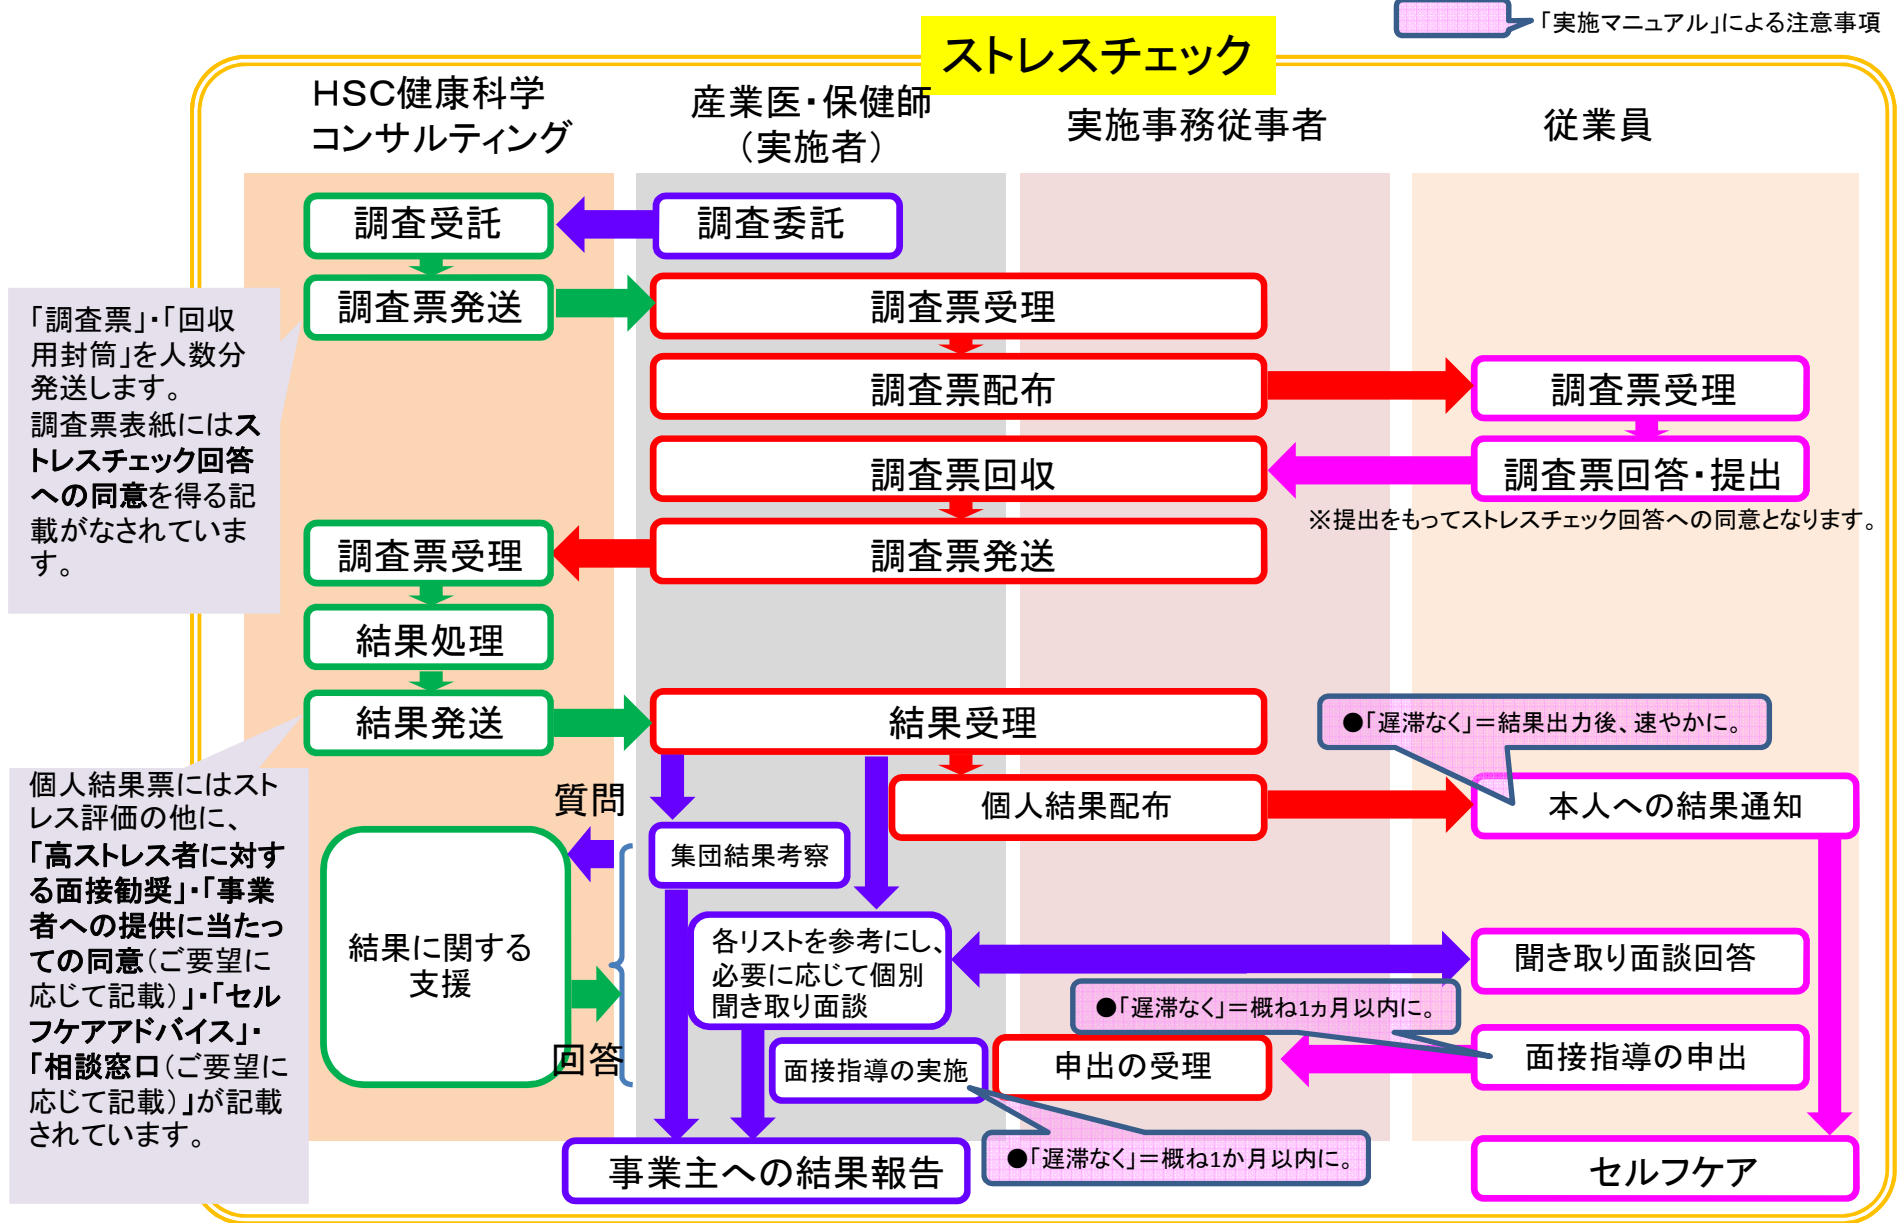 「実施マニュアル」による注意事項
ストレスチェック
HSC健康科学
コンサルティング
産業医・保健師
（実施者）
実施事務従事者
従業員
調査受託
調査委託
調査票発送
調査票受理
「調査票」・「回収
用封筒」を人数分
発送します。
調査票表紙にはス
トレスチェック回答
への同意を得る記
載がなされていま
す。
調査票配布
調査票受理
調査票回収
調査票回答・提出
※提出をもってストレスチェック回答への同意となります。
調査票受理
調査票発送
結果処理
結果発送
結果受理
●「遅滞なく」＝結果出力後、速やかに。
個人結果票にはスト
レス評価の他に、
「高ストレス者に対す
る面接勧奨」・「事業
者への提供に当たっ
ての同意（ご要望に
応じて記載）」・「セル
フケアアドバイス」・
「相談窓口（ご要望に
応じて記載）」が記載
されています。
質問
個人結果配布
本人への結果通知
集団結果考察
結果に関する
支援
各リストを参考にし、
必要に応じて個別
聞き取り面談
聞き取り面談回答
●「遅滞なく」＝概ね1ヵ月以内に。
回答
面接指導の実施
申出の受理
面接指導の申出
●「遅滞なく」＝概ね1か月以内に。
事業主への結果報告
セルフケア